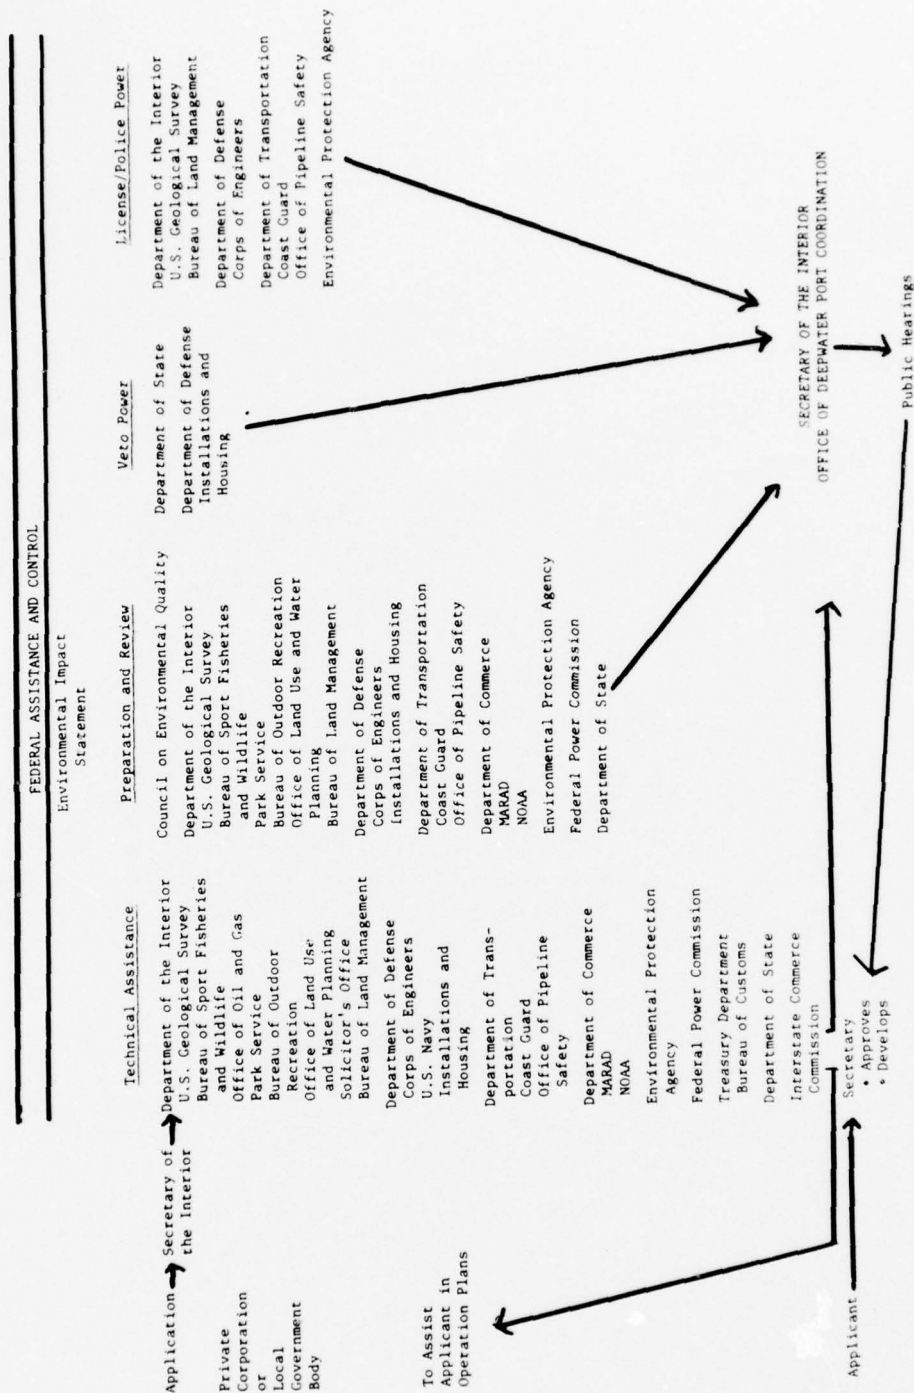 FEDERAL ASSISTANCE AND CONTROL
Environmental Impact
Statement
Application
Secretary of
the Interior
Private
Corporation
or
Local
Government
Body
To Assist
Applicant in
Operation Plans
Technical Assistance
Department of the Interior
U.S. Geological Survey
Bureau of Sport Fisheries
and Wildlife
Office of Oil and Gas
Park Service
Bureau of Outdoor
Recreation
Office of Land Use
and Water Planning
Solicitor's Office
Bureau of Land Management
Department of Defense
Corps of Engineers
U.S. Navy
Installations and
Housing
Department of Trans-
portation
Coast Guard
Office of Pipeline
Safety
Department of Commerce
MARAD
NOAA
Environmental Protection
Agency
Federal Power Commission
Treasury Department
Bureau of Customs
Department of State
Interstate Commerce
Commission
Preparation and Review
Council on Environmental Quality
Department of the Interior
U.S. Geological Survey
Bureau of Sport Fisheries
and Wildlife
Park Service
Bureau of Outdoor Recreation
Office of Land Use and Water
Planning
Bureau of Land Management
Department of Defense
Corps of Engineers
Installations and Housing
Department of Transportation
Coast Guard
Office of Pipeline Safety
Department of Commerce
MARAD
NOAA
Environmental Protection Agency
Federal Power Commission
Department of State
Veto Power
Department of State
Department of Defense
Installations and
Housing
License/Police Power
Department of the Interior
U.S. Geological Survey
Bureau of Land Management
Department of Defense
Corps of Engineers
Department of Transportation
Coast Guard
Office of Pipeline Safety
Environmental Protection Agency
SECRETARY OF THE INTERIOR
OFFICE OF DEEPWATER PORT COORDINATION
Applicant
Secretary
• Approves
• Develops
Public Hearings